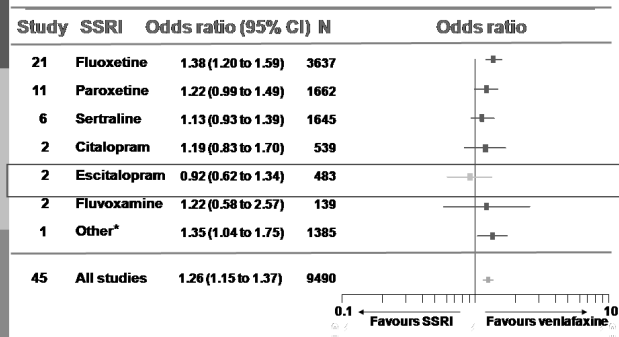 Study SSRI Odds ratio (95% CI) N Odds ratio
21 Fluoxetine 1.38 (1.20 to 1.59) 3637
11 Paroxetine 1.22 (0.99 to 1.49) 1662
6 Sertraline 1.13 (0.93 to 1.39) 1645
2 Citalopram 1.19 (0.83 to 1.70) 539
2 Escitalopram 0.92 (0.62 to 1.34) 483
2 Fluvoxamine 1.22 (0.58 to 2.57) 139
1 Other* 1.35 (1.04 to 1.75) 1385
45 All studies 1.26 (1.15 to 1.37) 9490
0.1 10
Favours SSRI Favours venlafaxine